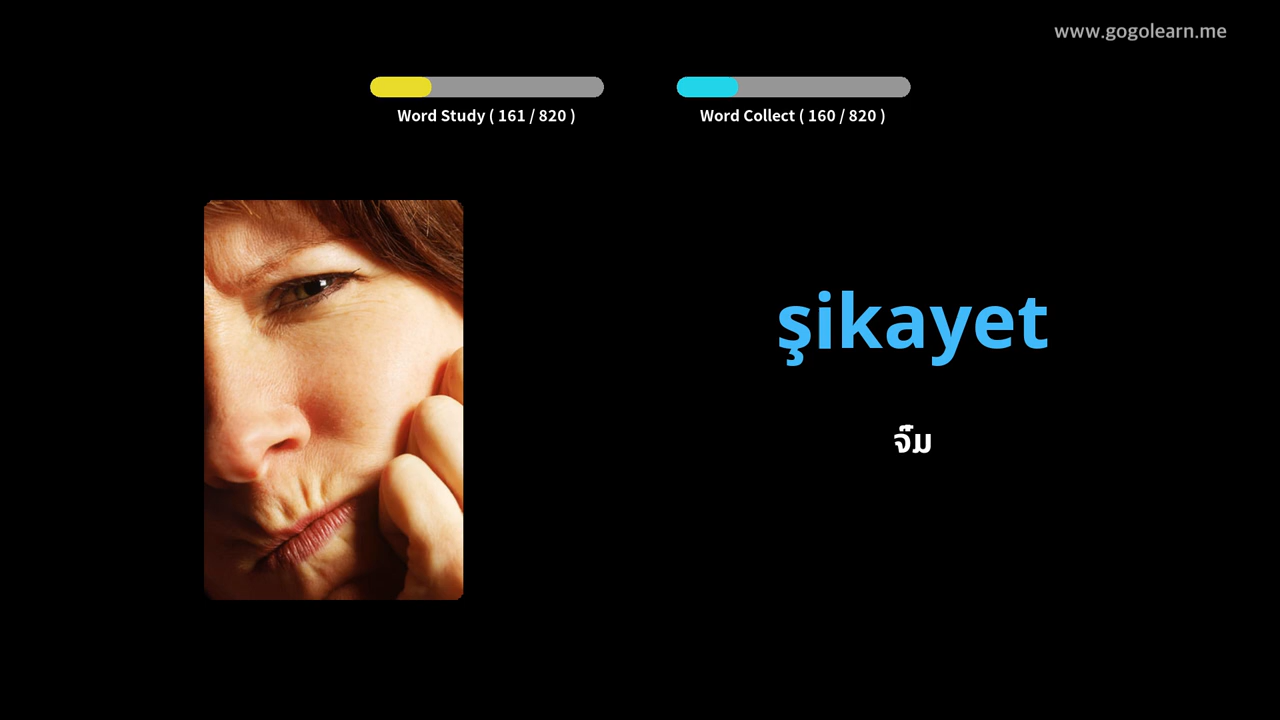 www.gogolearn.me
Word Study ( 161 / 820 )
Word Collect ( 160 / 820 )
şikayet
จ๊ิม